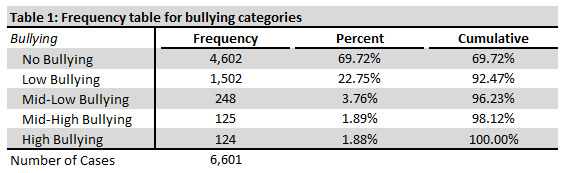 Table 1: Frequency table for bullying categories
Bullying Frequency Percent Cumulative
No Bullying 4,602 69.72% 69.72%
Low Bullying 1,502 22.75% 92.47%
Mid-Low Bullying 248 3.76% 96.23%
Mid-High Bullying 125 1.89% 98.12%
High Bullying 124 1.88% 100.00%
Number of Cases 6,601